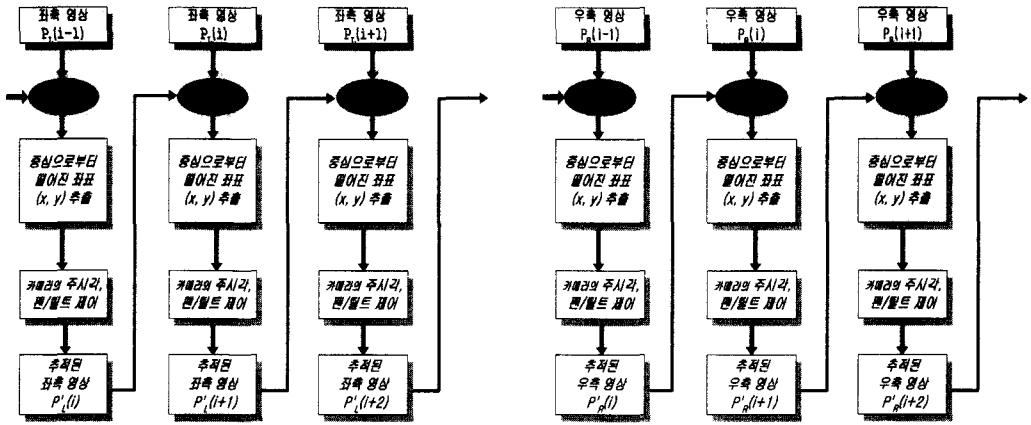 좌측 영상
P_L(i−1)
좌측 영상
P_L(i)
좌측 영상
P_L(i+1)
우측 영상
P_R(i−1)
우측 영상
P_R(i)
우측 영상
P_R(i+1)
중심으로부터
떨어진 좌표
(x, y) 추출
중심으로부터
떨어진 좌표
(x, y) 추출
중심으로부터
떨어진 좌표
(x, y) 추출
중심으로부터
떨어진 좌표
(x, y) 추출
중심으로부터
떨어진 좌표
(x, y) 추출
중심으로부터
떨어진 좌표
(x, y) 추출
카메라의 주시각,
팬/틸트 제어
카메라의 주시각,
팬/틸트 제어
카메라의 주시각,
팬/틸트 제어
카메라의 주시각,
팬/틸트 제어
카메라의 주시각,
팬/틸트 제어
카메라의 주시각,
팬/틸트 제어
추적된
좌측 영상
P'_L(i)
추적된
좌측 영상
P'_L(i+1)
추적된
좌측 영상
P'_L(i+2)
추적된
우측 영상
P'_R(i)
추적된
우측 영상
P'_R(i+1)
추적된
우측 영상
P'_R(i+2)